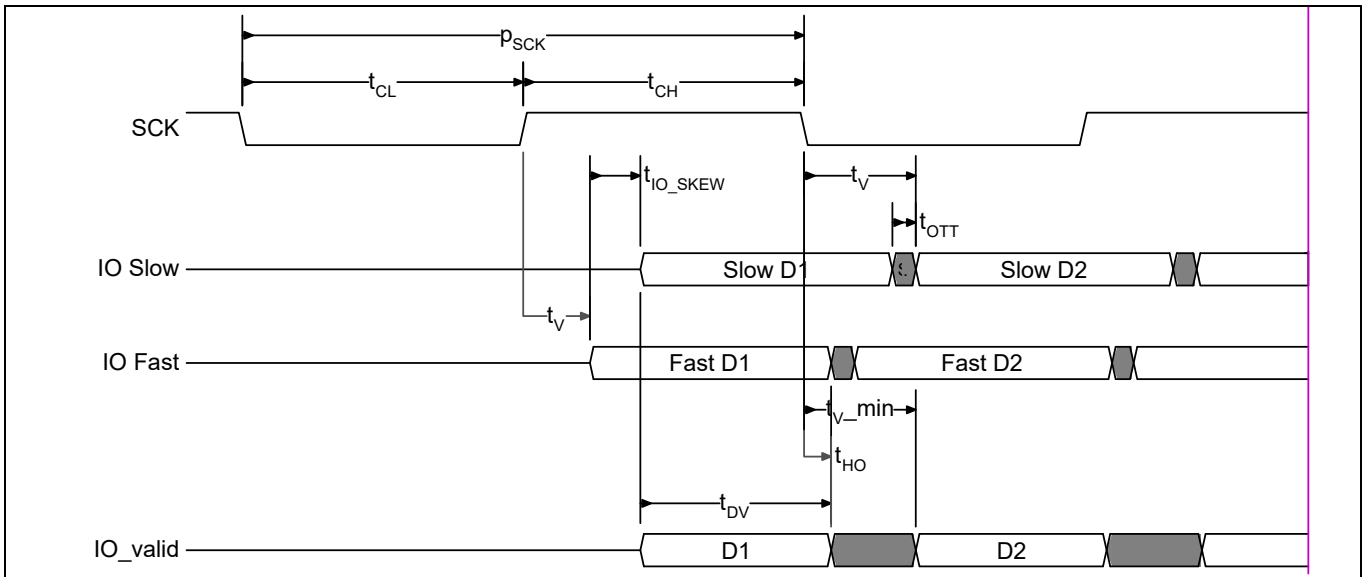 pSCK
tCL
tCH
SCK
tIO_SKEW
tV
tOTT
IO Slow
Slow D1
Slow D2
tV
IO Fast
Fast D1
Fast D2
tV_min
tHO
tDV
IO_valid
D1
D2